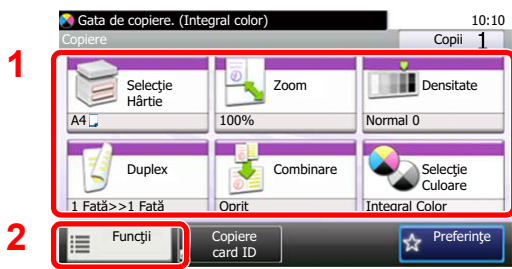 Gata de copiere. (Integral color) 10:10
Copiere Copii 1
1
Selecţie
Hârtie
A4
Zoom
100%
Densitate
Normal 0
Duplex
1 Faţă>>1 Faţă
Combinare
Oprit
Selecţie
Culoare
Integral Color
2
Funcţii
Copiere
card ID
Preferinţe